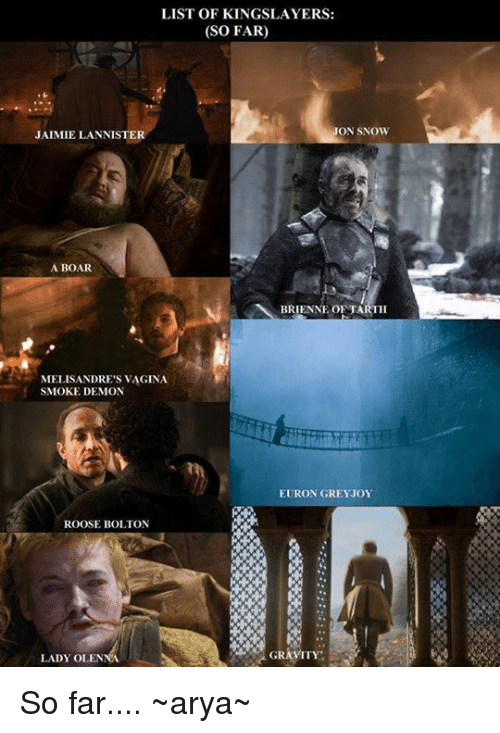 LIST OF KINGSLAYERS:
(SO FAR)
JAIMIE LANNISTER
JON SNOW
A BOAR
BRIENNE OF TARTH
MELISANDRE'S VAGINA
SMOKE DEMON
EURON GREYJOY
ROOSE BOLTON
LADY OLENNA
GRAVITY
So far.... ~arya~